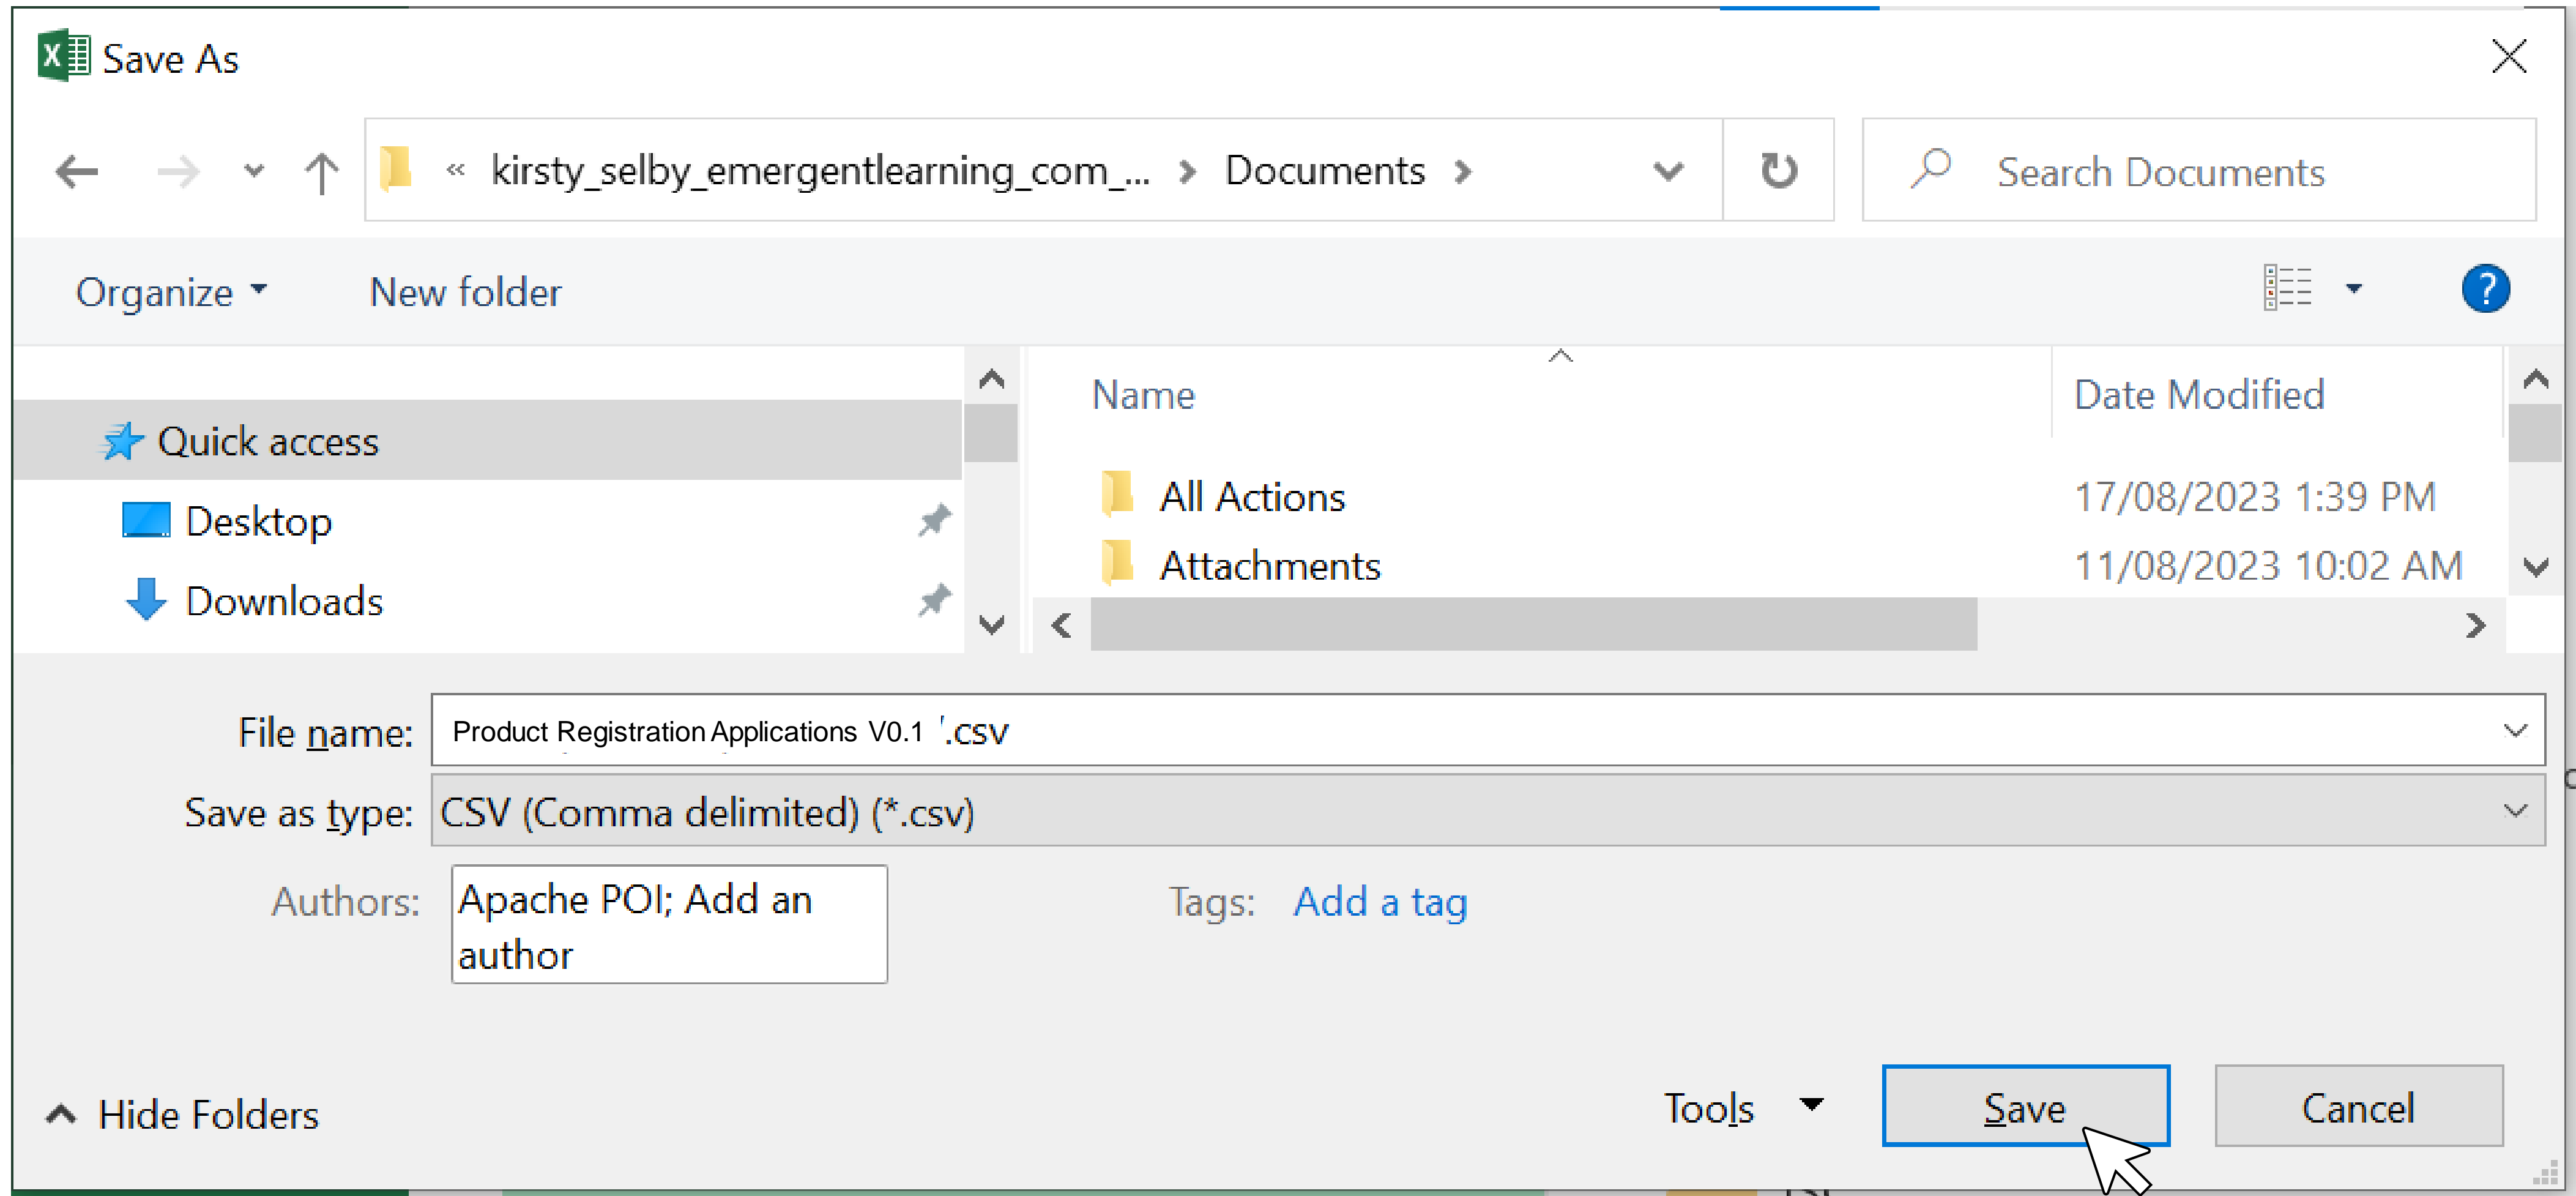 Save As
« kirsty_selby_emergentlearning_com_... > Documents >
Search Documents
Organize
New folder
?
Name
Date Modified
Quick access
All Actions
17/08/2023 1:39 PM
Desktop
Attachments
11/08/2023 10:02 AM
Downloads
File name: Product Registration Applications V0.1 .csv
Save as type: CSV (Comma delimited) (*.csv)
Authors: Apache POI; Add an
author
Tags: Add a tag
Hide Folders
Tools
Save
Cancel